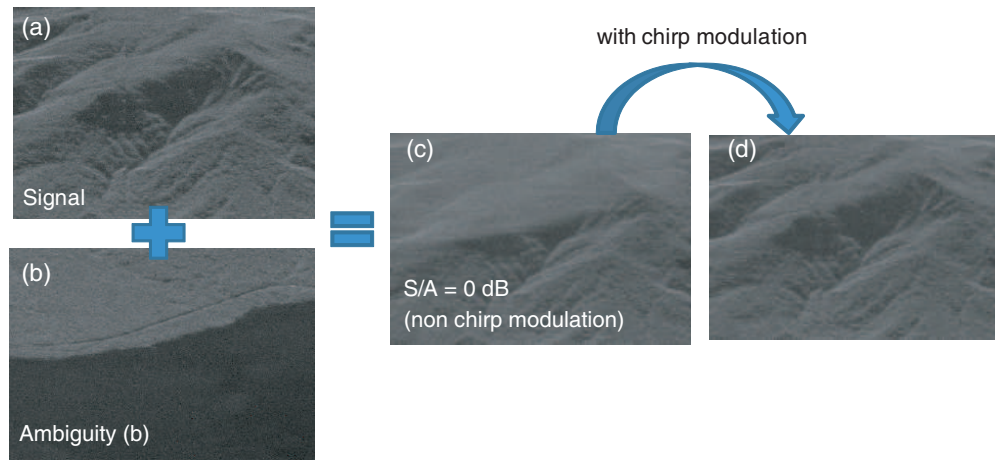 (a)
Signal
(b)
Ambiguity (b)
with chirp modulation
(c)
S/A = 0 dB
(non chirp modulation)
(d)